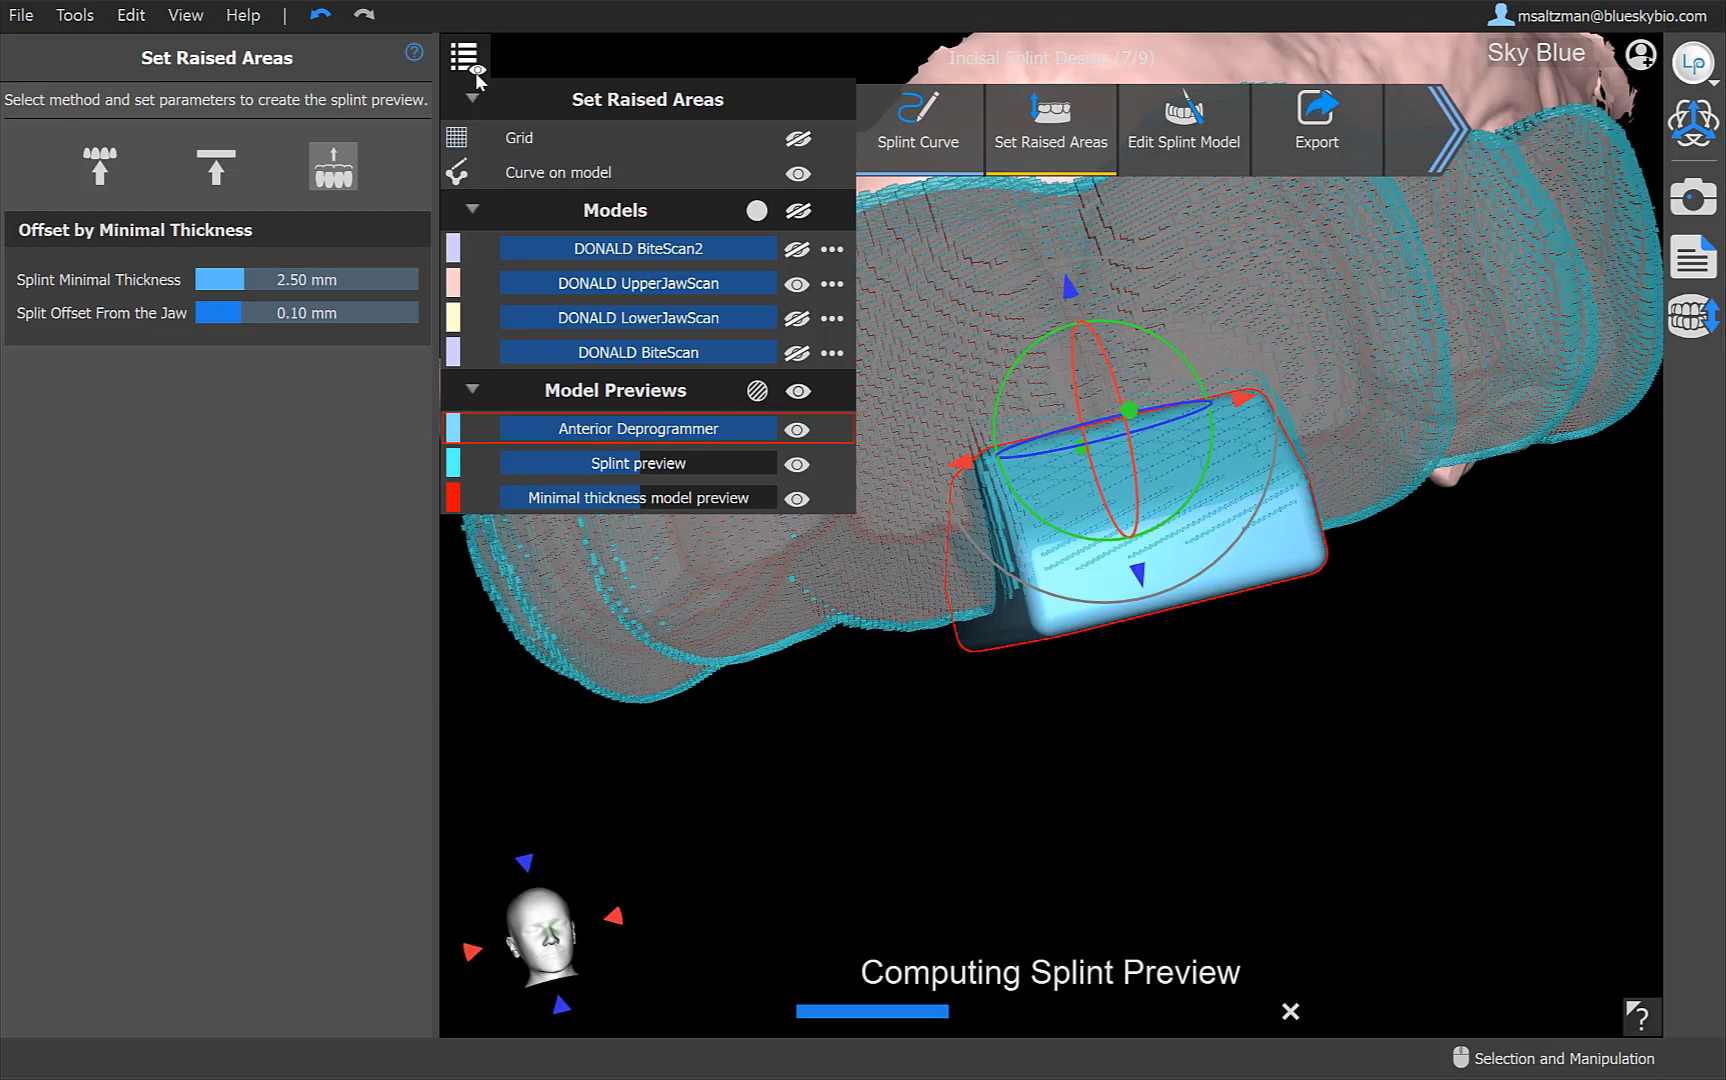 File Tools Edit View Help
msaltzman@blueskybio.com
Set Raised Areas
Select method and set parameters to create the splint preview.
Offset by Minimal Thickness
Splint Minimal Thickness 2.50 mm
Split Offset From the Jaw 0.10 mm
Set Raised Areas
Grid
Curve on model
Models
DONALD BiteScan2
DONALD UpperJawScan
DONALD LowerJawScan
DONALD BiteScan
Model Previews
Anterior Deprogrammer
Splint preview
Minimal thickness model preview
Incisal Splint Design (7/9)
Sky Blue
Splint Curve
Set Raised Areas
Edit Splint Model
Export
Lp
Computing Splint Preview
?
Selection and Manipulation